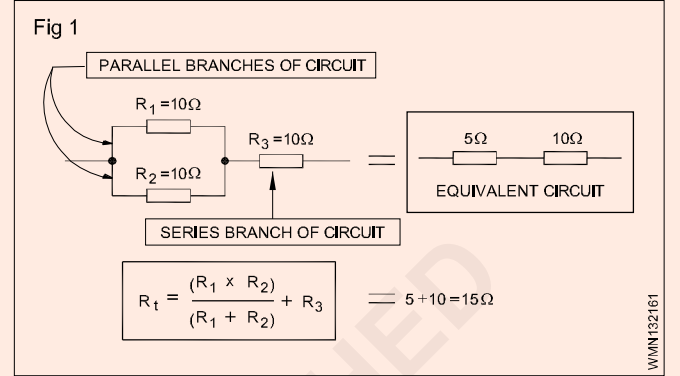 Fig 1
PARALLEL BRANCHES OF CIRCUIT
R1 =10Ω
R2 =10Ω
R3 =10Ω
=
5Ω 10Ω
EQUIVALENT CIRCUIT
SERIES BRANCH OF CIRCUIT
Rt = (R1 x R2) / (R1 + R2) + R3
= 5+10=15Ω
WMN132161
HED